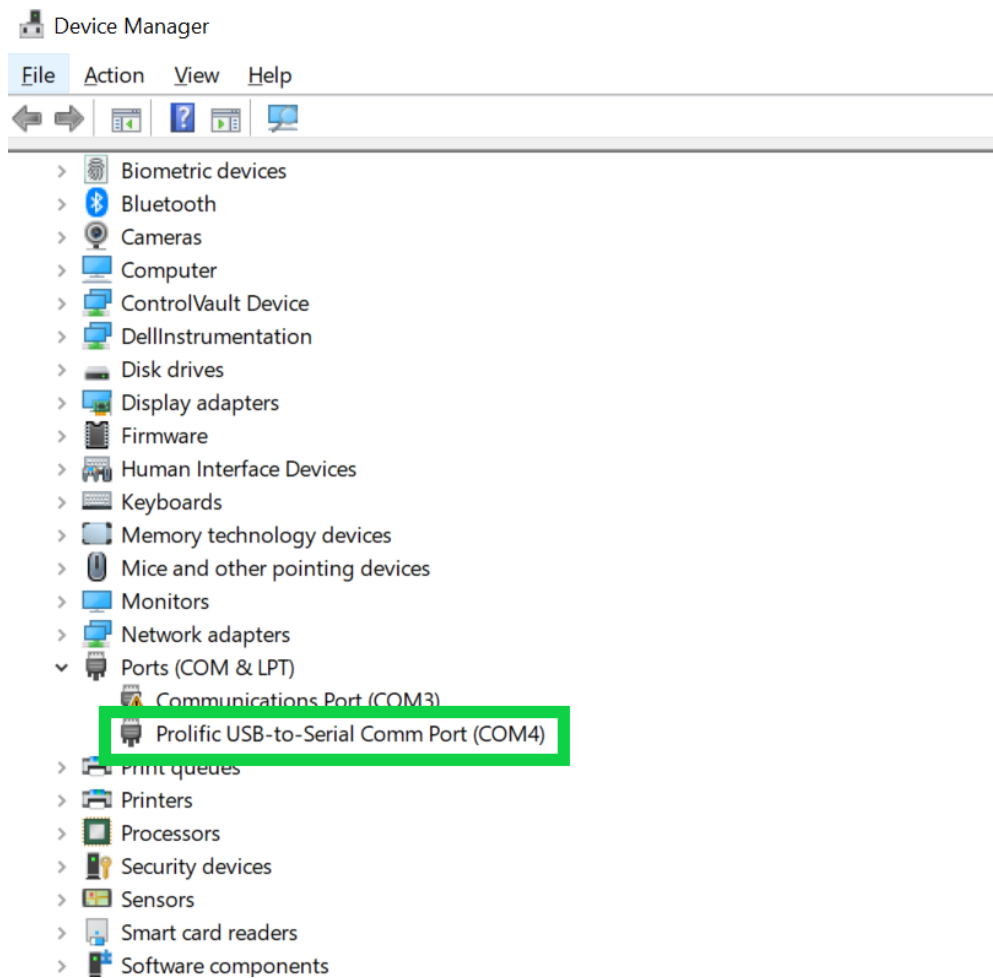 Device Manager
File Action View Help
Biometric devices
Bluetooth
Cameras
Computer
ControlVault Device
DellInstrumentation
Disk drives
Display adapters
Firmware
Human Interface Devices
Keyboards
Memory technology devices
Mice and other pointing devices
Monitors
Network adapters
Ports (COM & LPT)
Communications Port (COM3)
Prolific USB-to-Serial Comm Port (COM4)
Print queues
Printers
Processors
Security devices
Sensors
Smart card readers
Software components